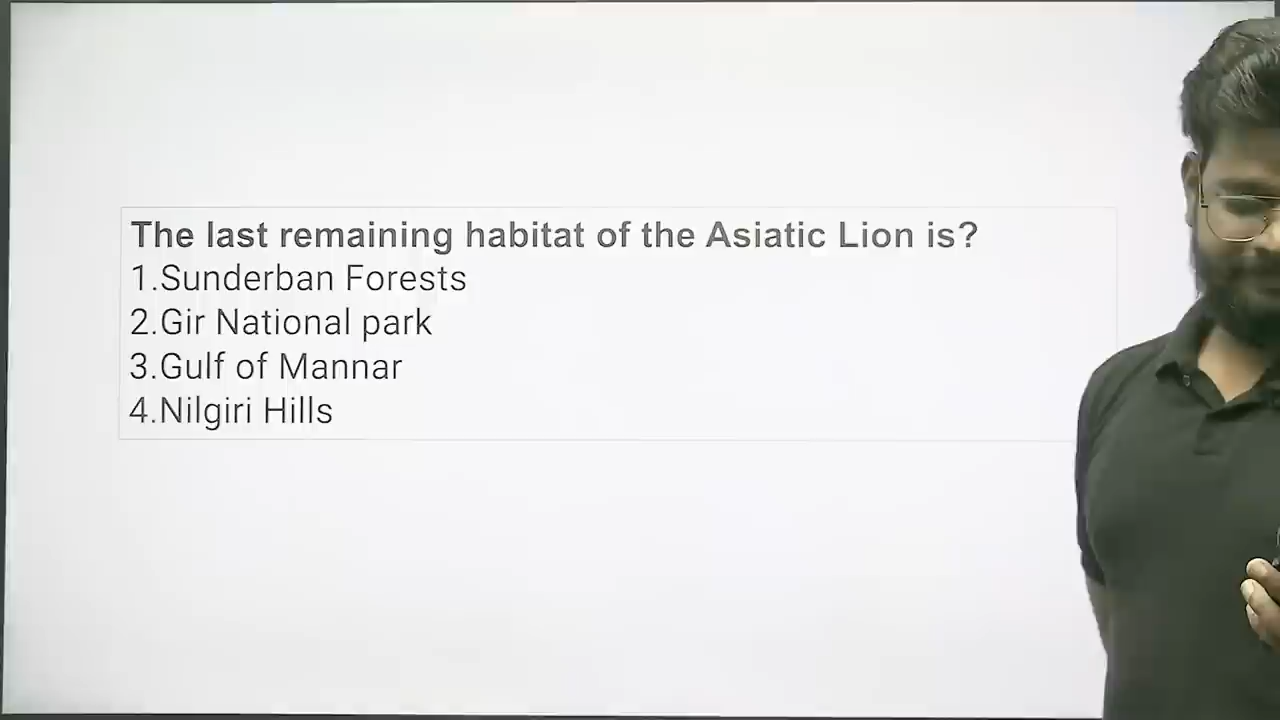 The last remaining habitat of the Asiatic Lion is?
1.Sunderban Forests
2.Gir National park
3.Gulf of Mannar
4.Nilgiri Hills